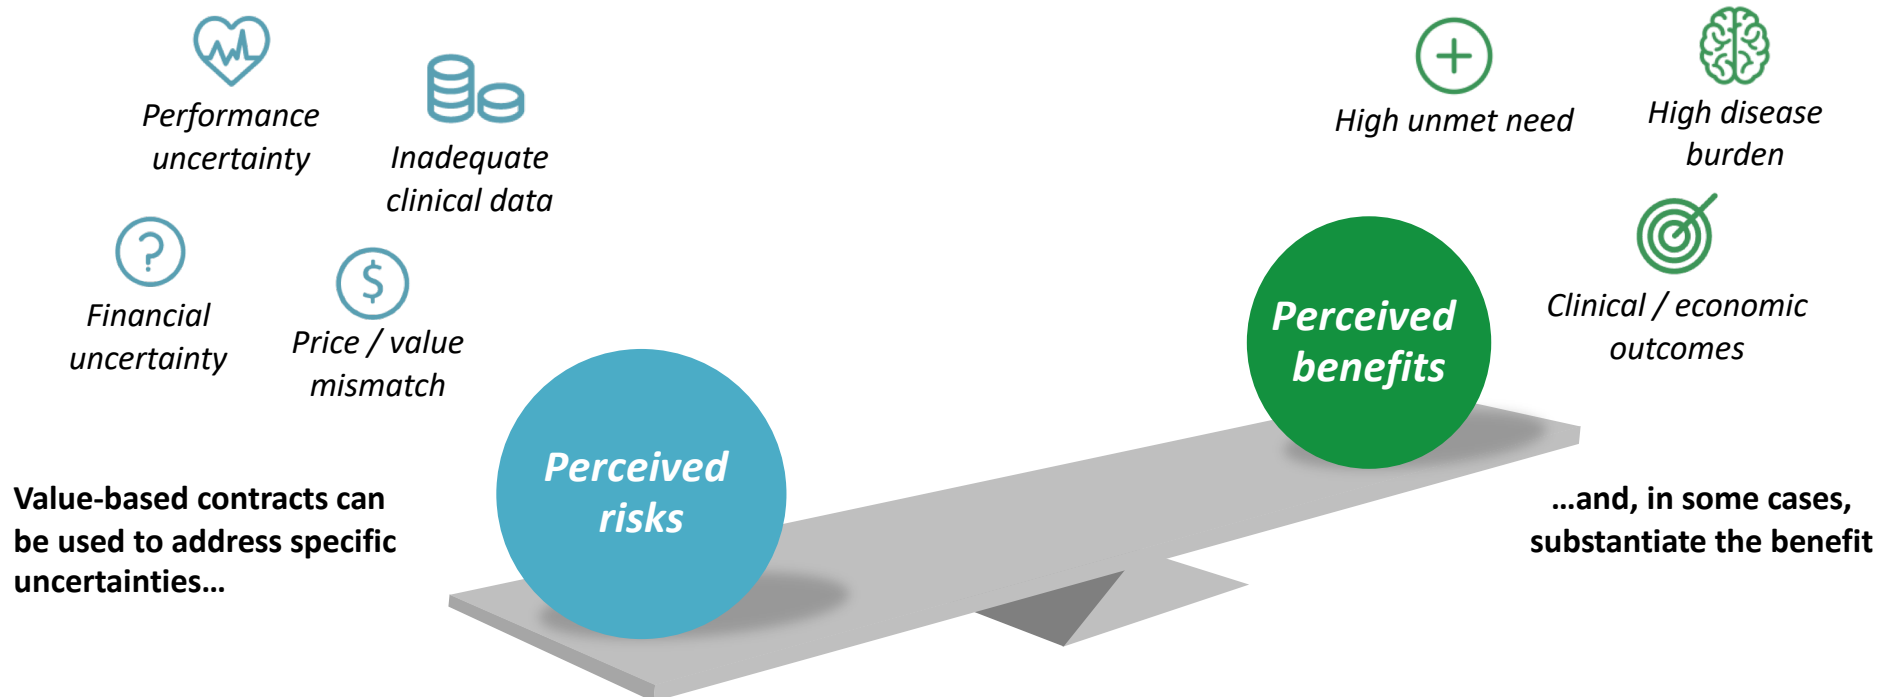 Performance
uncertainty
Inadequate
clinical data
Financial
uncertainty
$
Price / value
mismatch
?
Perceived
risks
Value-based contracts can
be used to address specific
uncertainties…
High unmet need
High disease
burden
Clinical / economic
outcomes
Perceived
benefits
…and, in some cases,
substantiate the benefit